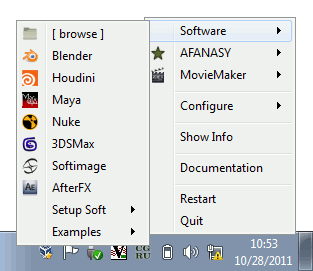 [ browse ]
Blender
Houdini
Maya
Nuke
3DSMax
Softimage
AfterFX
Setup Soft
Examples
Software
AFANASY
MovieMaker
Configure
Show Info
Documentation
Restart
Quit
CG
RU
10:53
10/28/2011